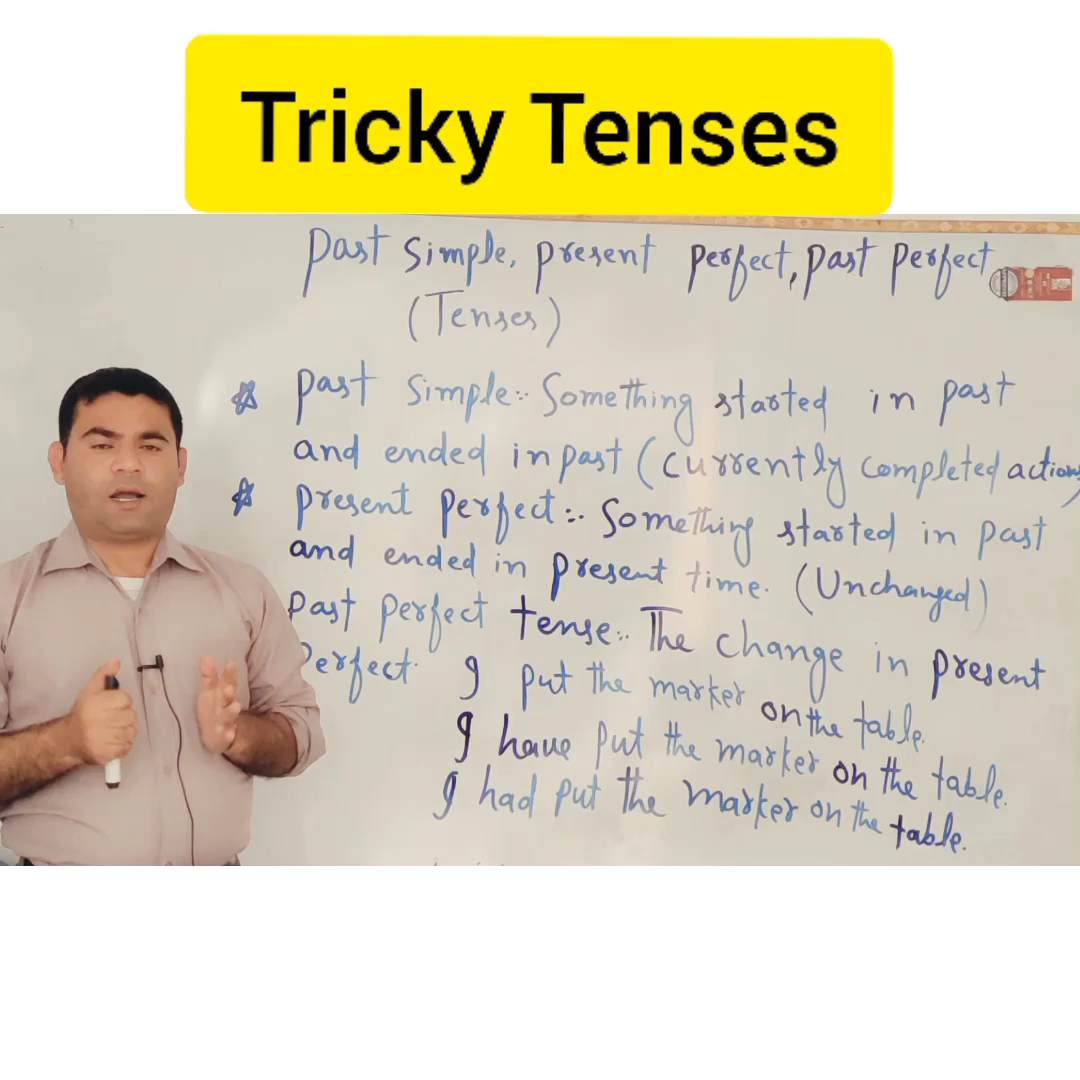 Tricky Tenses
Past Simple, present perfect, past perfect
(Tenses)
Past Simple:- Something started in past
and ended in past (currently completed actions)
Present perfect:- Something started in past
and ended in present time. (Unchanged)
Past perfect tense:- The change in present
Perfect.
I put the marker on the table.
I have put the marker on the table.
I had put the marker on the table.